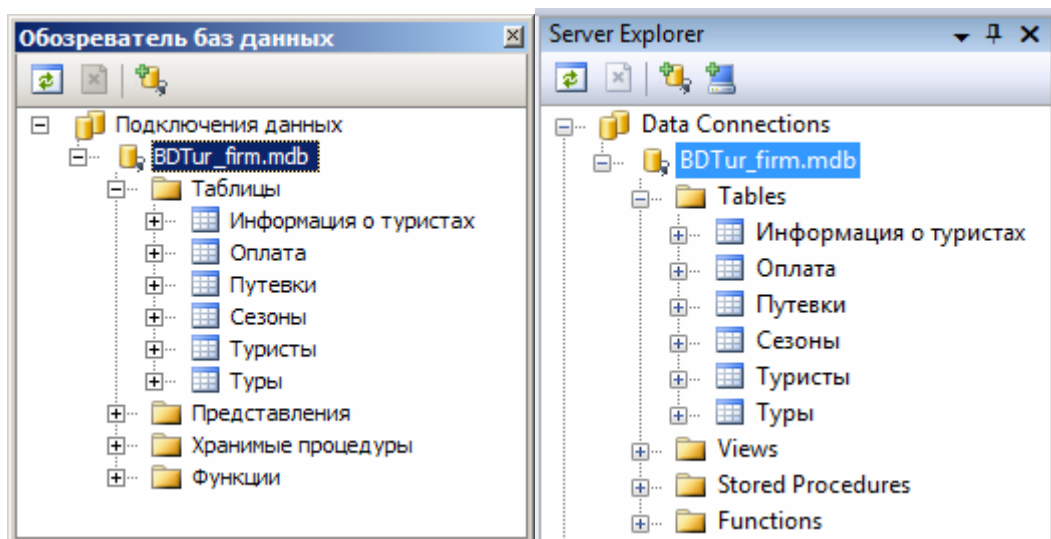 Обозреватель баз данных
Подключения данных
BDTur_firm.mdb
Таблицы
Информация о туристах
Оплата
Путевки
Сезоны
Туристы
Туры
Представления
Хранимые процедуры
Функции
Server Explorer
Data Connections
BDTur_firm.mdb
Tables
Информация о туристах
Оплата
Путевки
Сезоны
Туристы
Туры
Views
Stored Procedures
Functions